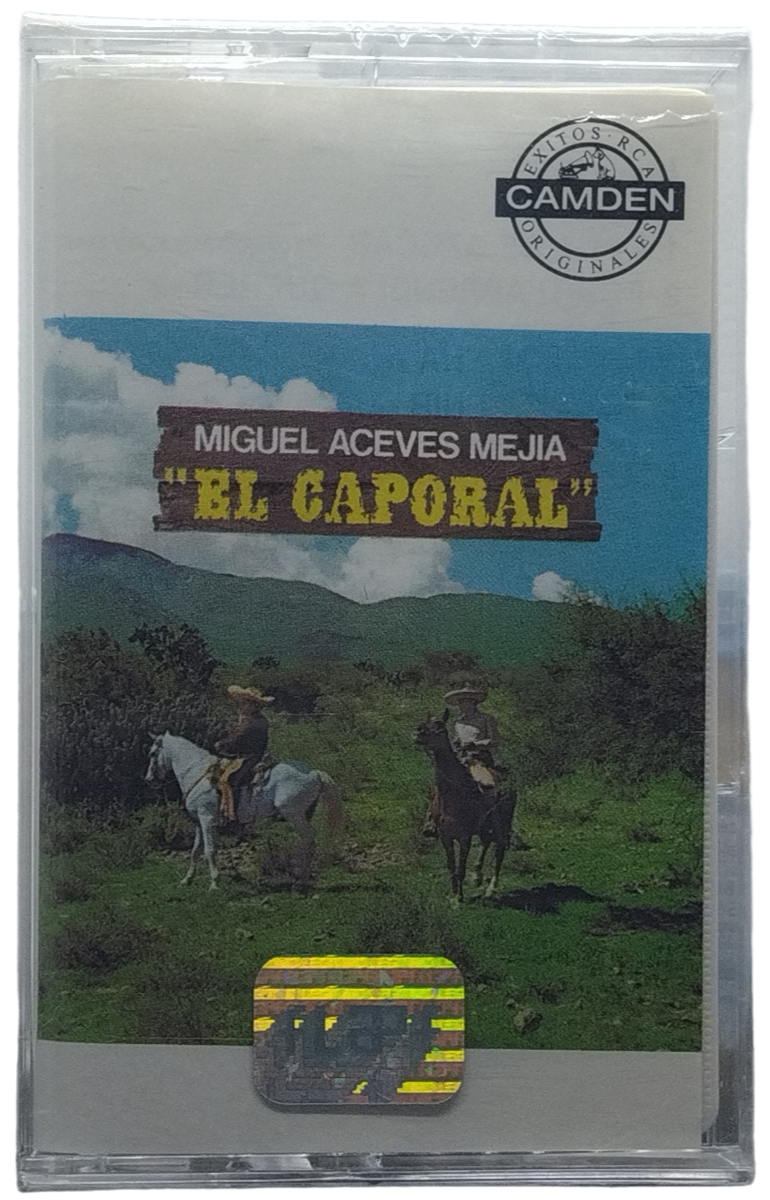 EXITOS · RCA
CAMDEN
ORIGINALES
MIGUEL ACEVES MEJIA
"EL CAPORAL"